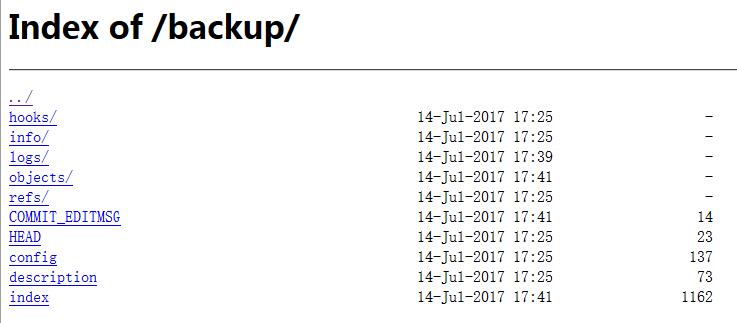 Index of /backup/
../
hooks/ 14-Jul-2017 17:25 -
info/ 14-Jul-2017 17:25 -
logs/ 14-Jul-2017 17:39 -
objects/ 14-Jul-2017 17:41 -
refs/ 14-Jul-2017 17:25 -
COMMIT_EDITMSG 14-Jul-2017 17:41 14
HEAD 14-Jul-2017 17:25 23
config 14-Jul-2017 17:25 137
description 14-Jul-2017 17:25 73
index 14-Jul-2017 17:41 1162